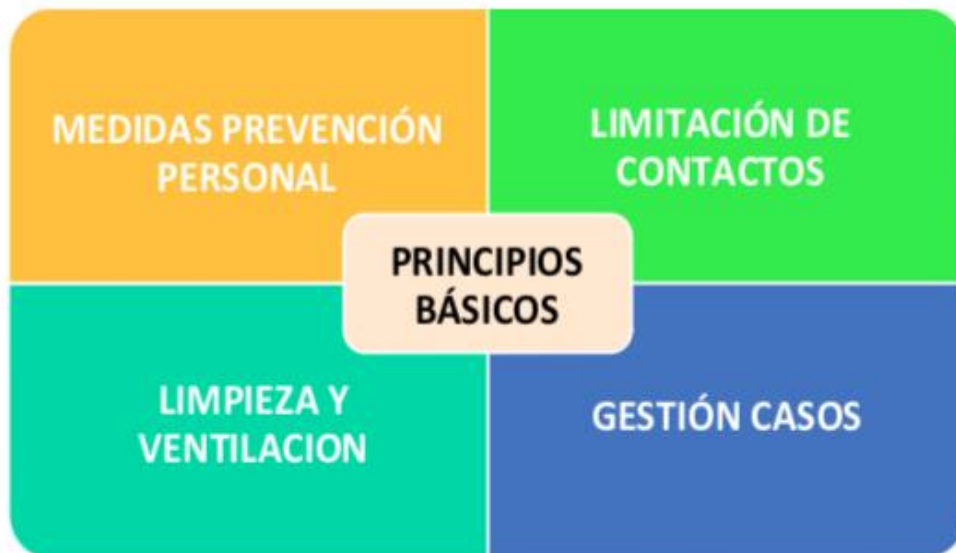 MEDIDAS PREVENCIÓN
PERSONAL
LIMITACIÓN DE
CONTACTOS
PRINCIPIOS
BÁSICOS
LIMPIEZA Y
VENTILACION
GESTIÓN CASOS